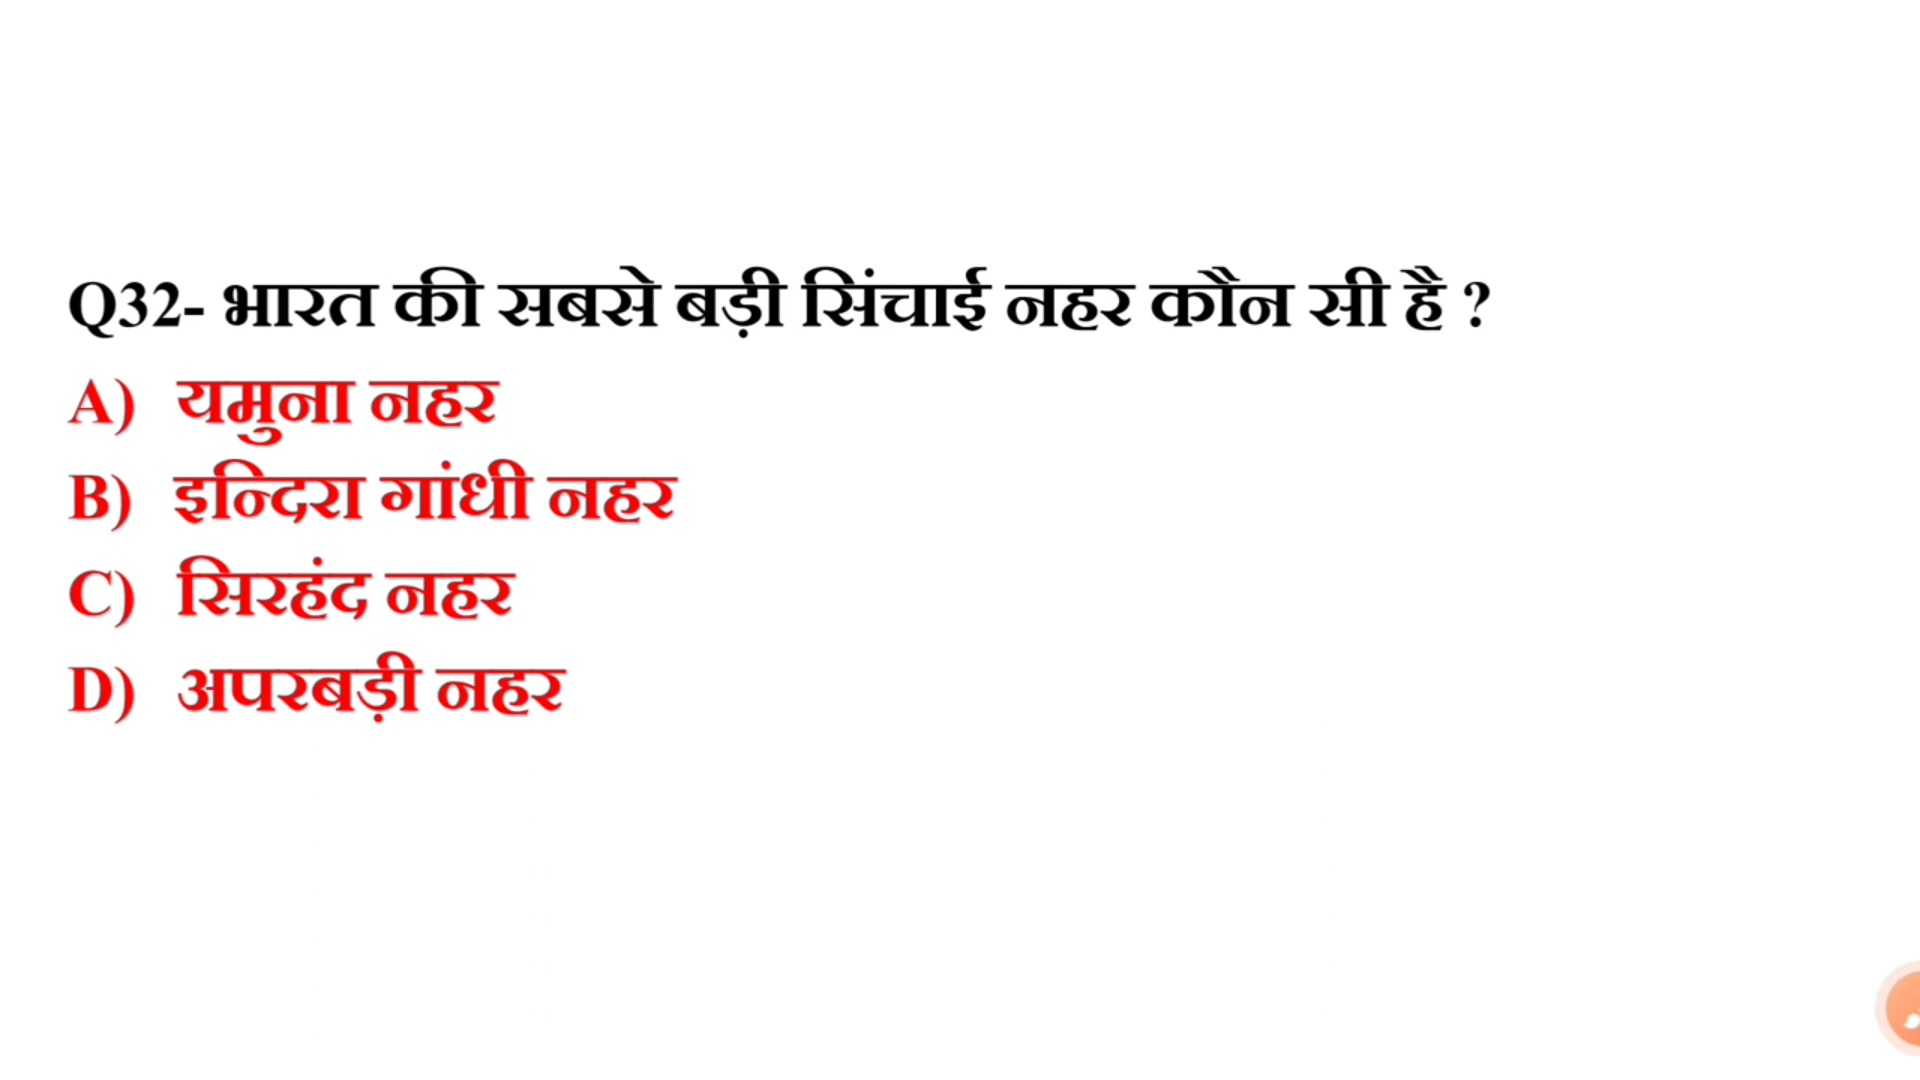 Q32- भारत की सबसे बड़ी सिंचाई नहर कौन सी है ?
A) यमुना नहर
B) इन्दिरा गांधी नहर
C) सिरहंद नहर
D) अपरबड़ी नहर